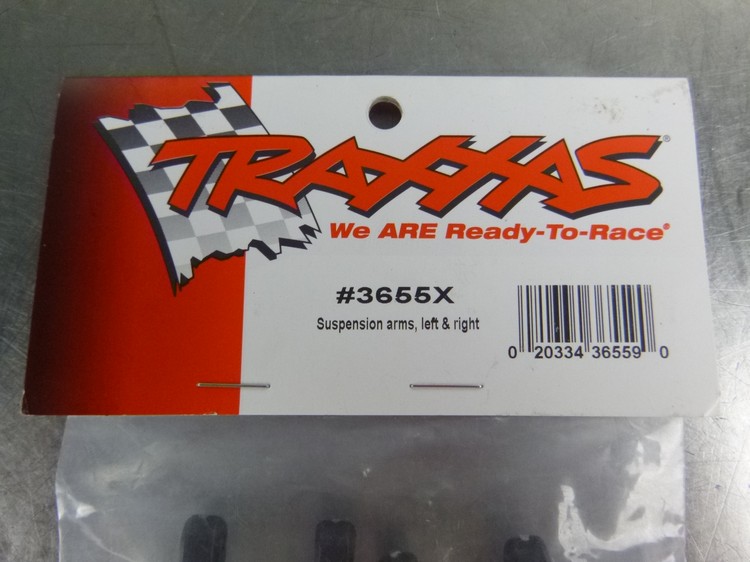 TRAXXAS®
We ARE Ready-To-Race®
#3655X
Suspension arms, left & right
0 20334 36559 0